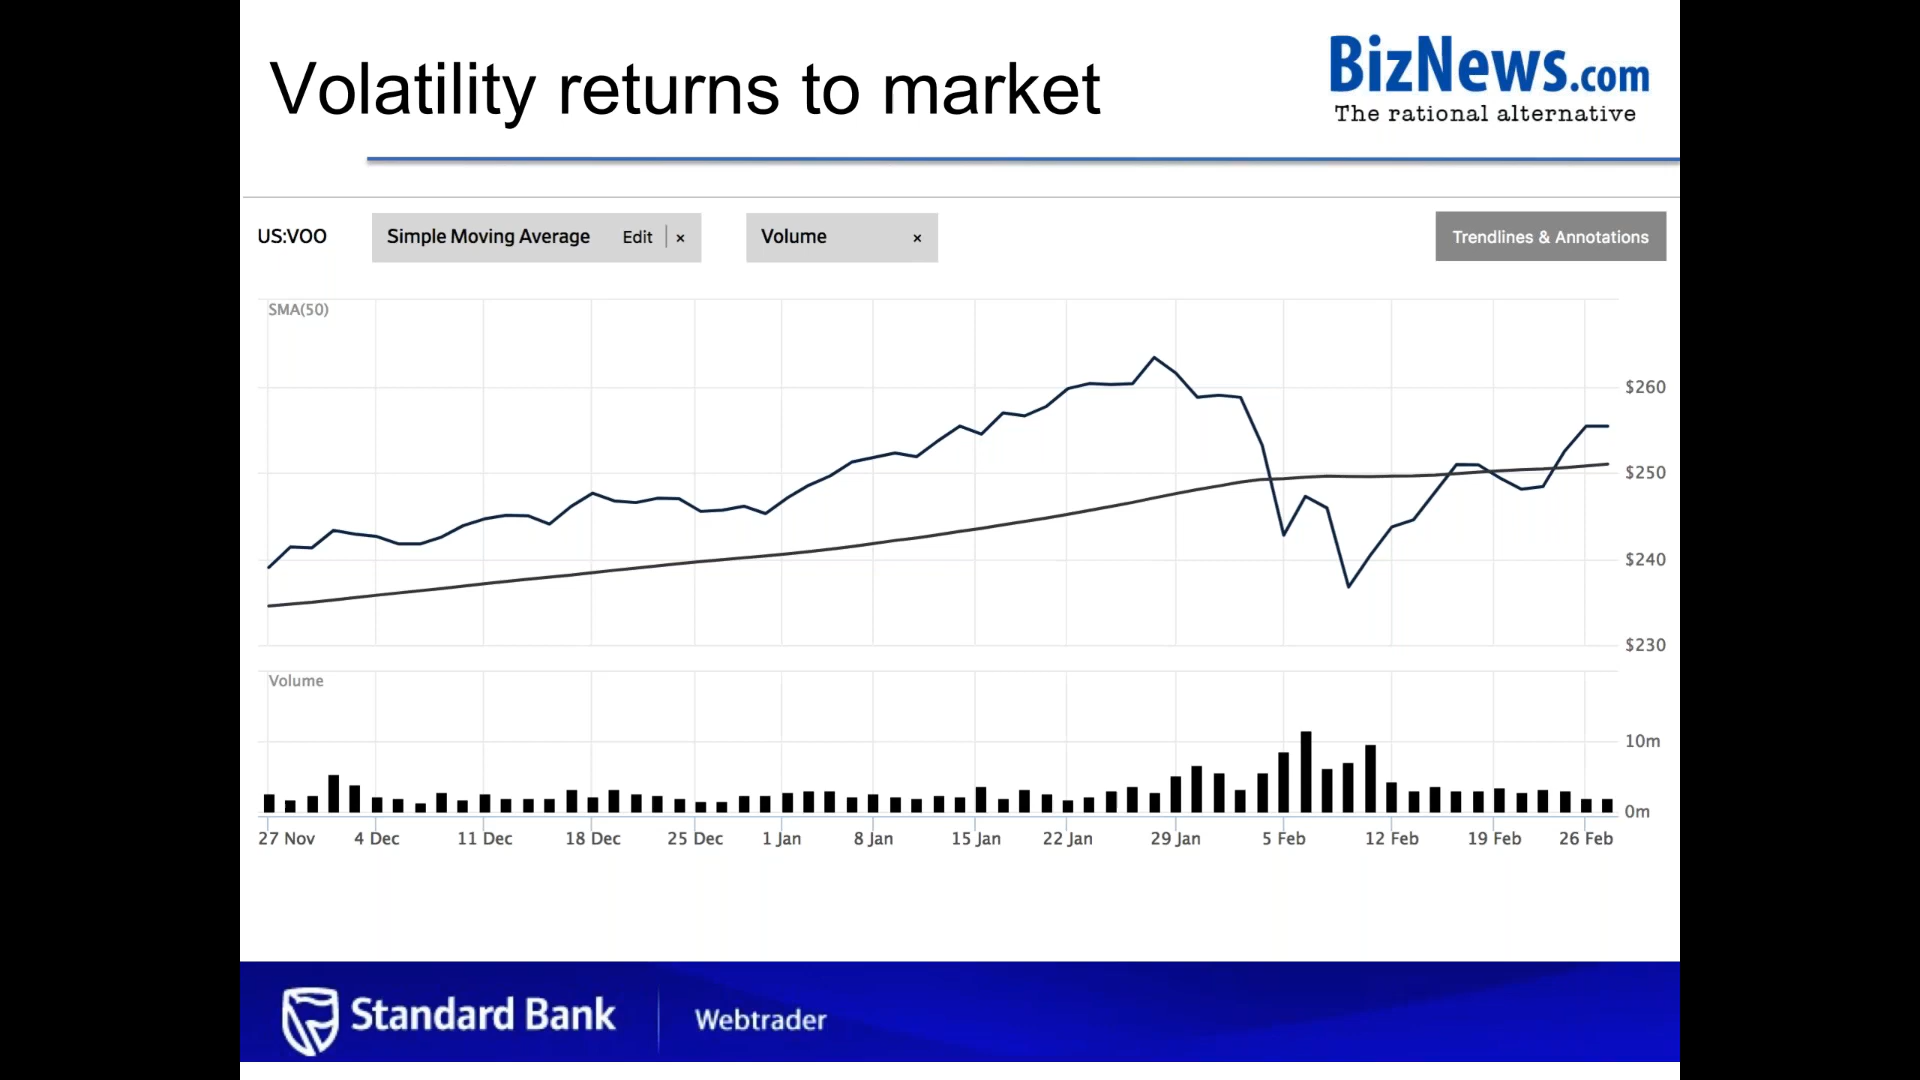 Volatility returns to market
BizNews.com
The rational alternative
US:VOO
Simple Moving Average Edit | ×
Volume ×
Trendlines & Annotations
SMA(50)
$260
$250
$240
$230
Volume
10m
0m
27 Nov 4 Dec 11 Dec 18 Dec 25 Dec 1 Jan 8 Jan 15 Jan 22 Jan 29 Jan 5 Feb 12 Feb 19 Feb 26 Feb
Standard Bank Webtrader